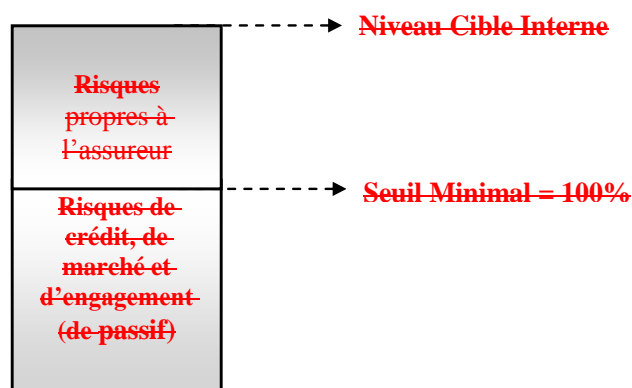 Niveau Cible Interne
Risques
propres à
l'assureur
Seuil Minimal = 100%
Risques de
crédit, de
marché et
d'engagement
(de passif)